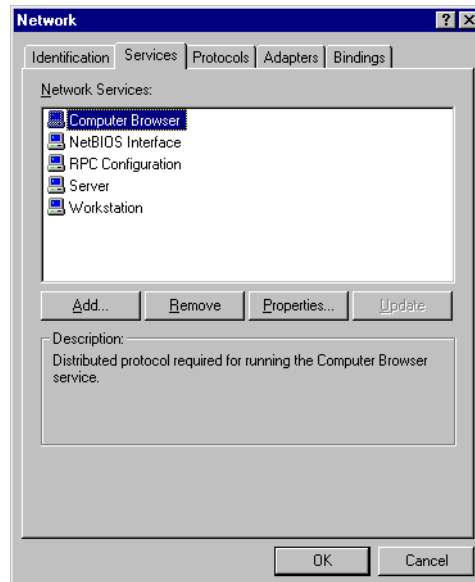 Network
Identification Services Protocols Adapters Bindings
Network Services:
Computer Browser
NetBIOS Interface
RPC Configuration
Server
Workstation
Add... Remove Properties... Update
Description:
Distributed protocol required for running the Computer Browser
service.
OK Cancel